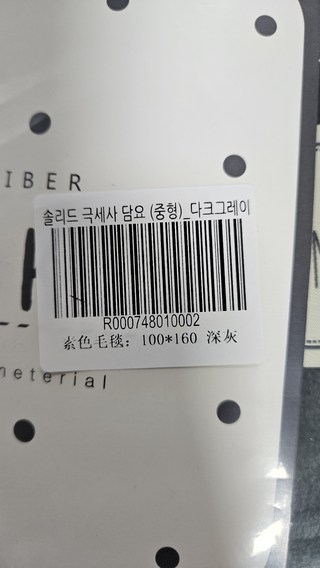 IBER
솔리드 극세사 담요 (중형)_다크그레이
R000748010002
素色毛毯: 100*160 深灰
neterial